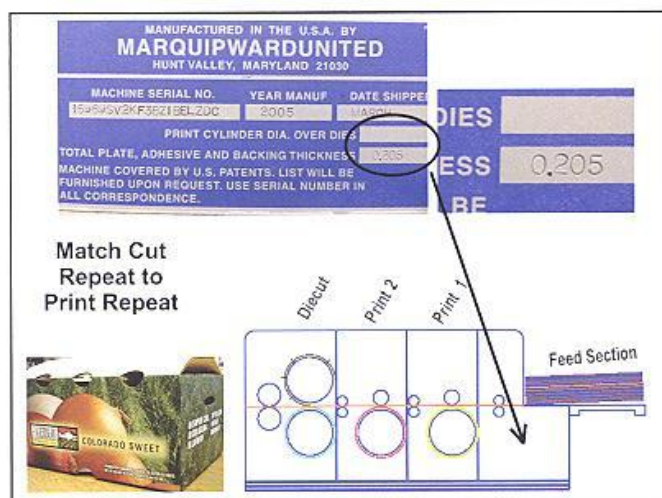 MANUFACTURED IN THE U.S.A. BY
MARQUIPWARDUNITED
HUNT VALLEY, MARYLAND 21030
MACHINE SERIAL NO. YEAR MANUF DATE SHIPPE
2005 MARCH
PRINT CYLINDER DIA. OVER DIES
TOTAL PLATE, ADHESIVE AND BACKING THICKNESS 0.205
MACHINE COVERED BY U.S. PATENTS. LIST WILL BE
FURNISHED UPON REQUEST. USE SERIAL NUMBER IN
ALL CORRESPONDENCE.
DIES
ESS 0.205
LBE
Match Cut
Repeat to
Print Repeat
Diecut
Print 2
Print 1
Feed Section
COLORADO SWEET